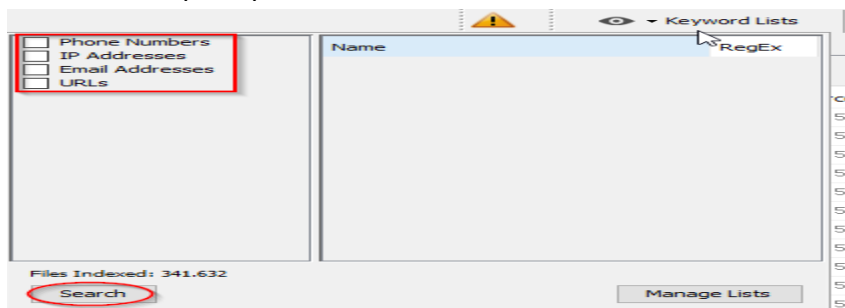 Keyword Lists
Phone Numbers
IP Addresses
Email Addresses
URLs
Name
RegEx
Files Indexed: 341.632
Search
Manage Lists